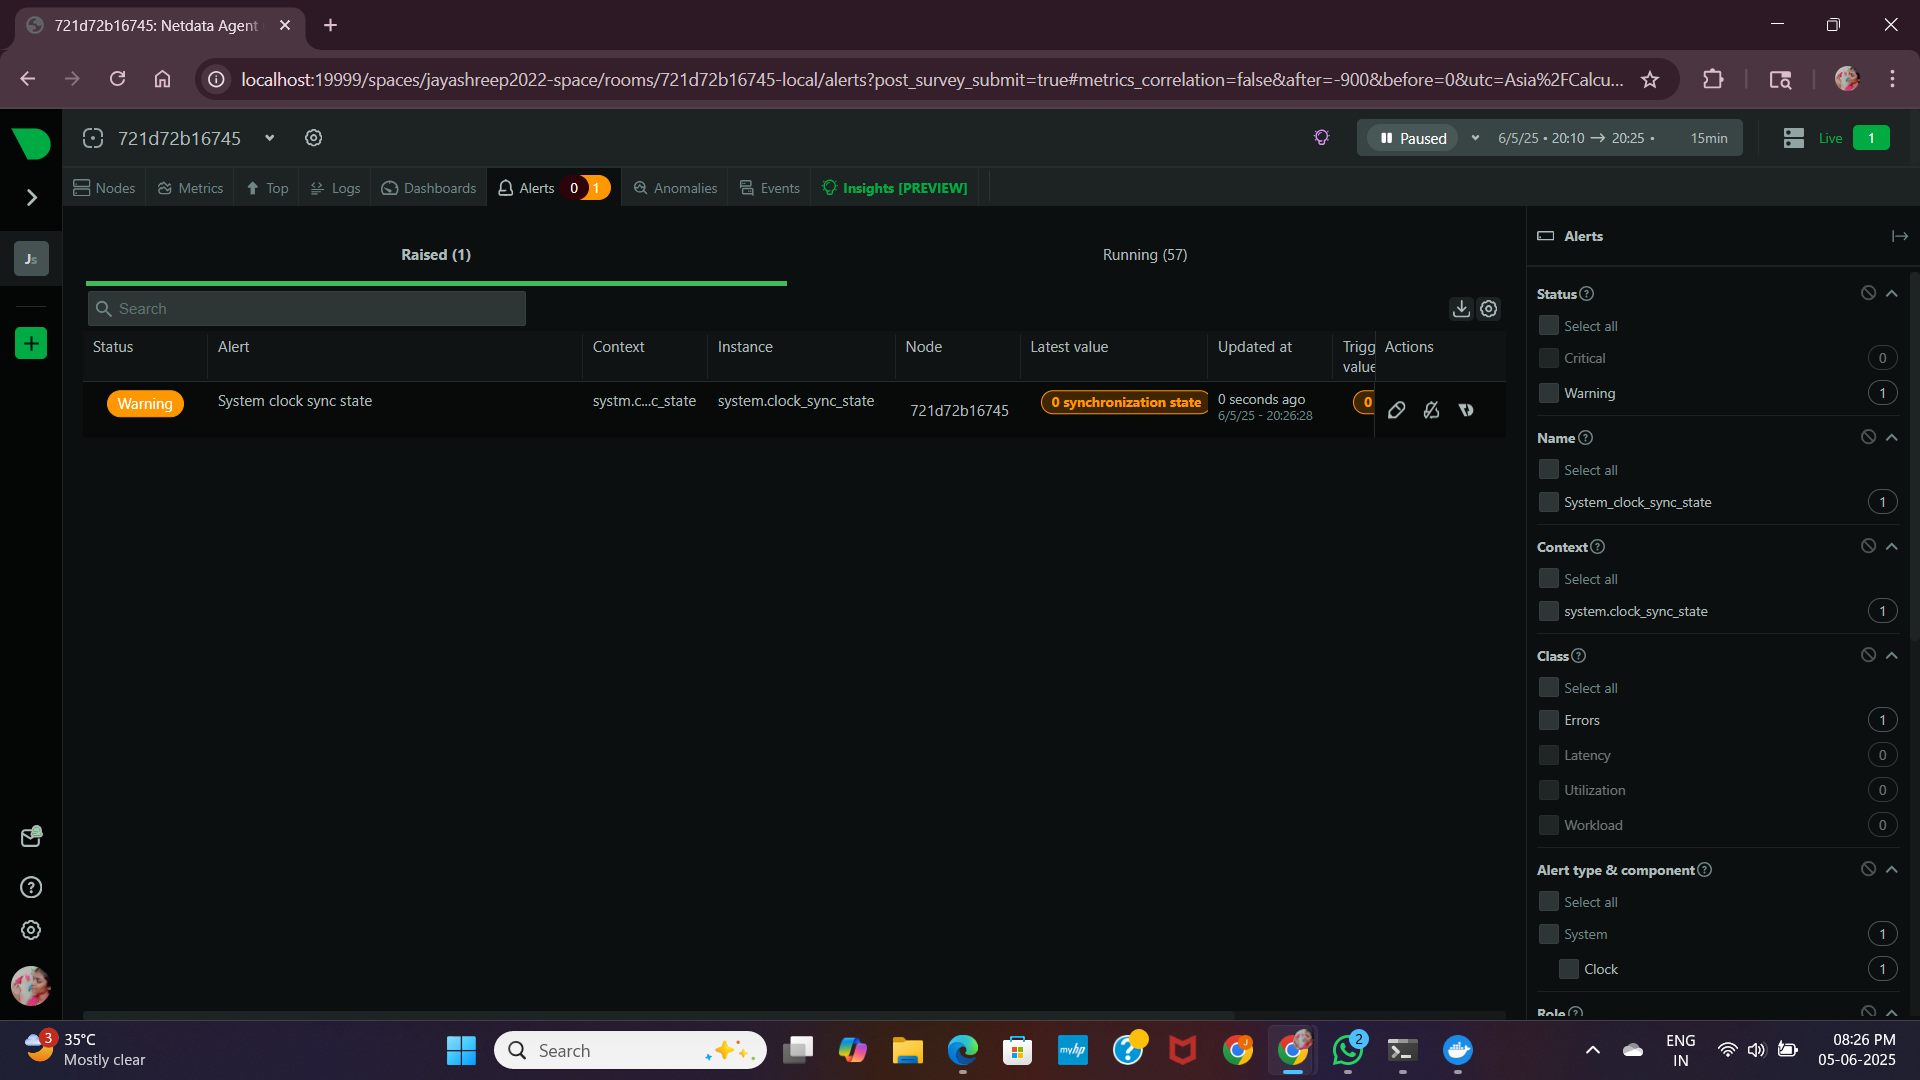 721d72b16745: Netdata Agent
localhost:19999/spaces/jayashreep2022-space/rooms/721d72b16745-local/alerts?post_survey_submit=true#metrics_correlation=false&after=-900&before=0&utc=Asia%2FCalcu...
721d72b16745
Paused
6/5/25 • 20:10 → 20:25 •
15min
Live
1
Nodes
Metrics
Top
Logs
Dashboards
Alerts 0 1
Anomalies
Events
Insights [PREVIEW]
Js
Raised (1)
Running (57)
Search
Status
Alert
Context
Instance
Node
Latest value
Updated at
Trigg
value
Actions
Warning
System clock sync state
systm.c...c_state
system.clock_sync_state
721d72b16745
0 synchronization state
0 seconds ago
6/5/25 - 20:26:28
0
Alerts
Status
Select all
Critical 0
Warning 1
Name
Select all
System_clock_sync_state 1
Context
Select all
system.clock_sync_state 1
Class
Select all
Errors 1
Latency 0
Utilization 0
Workload 0
Alert type & component
Select all
System 1
Clock 1
Role
3
35°C
Mostly clear
Search
myhp
J
2
ENG
IN
08:26 PM
05-06-2025